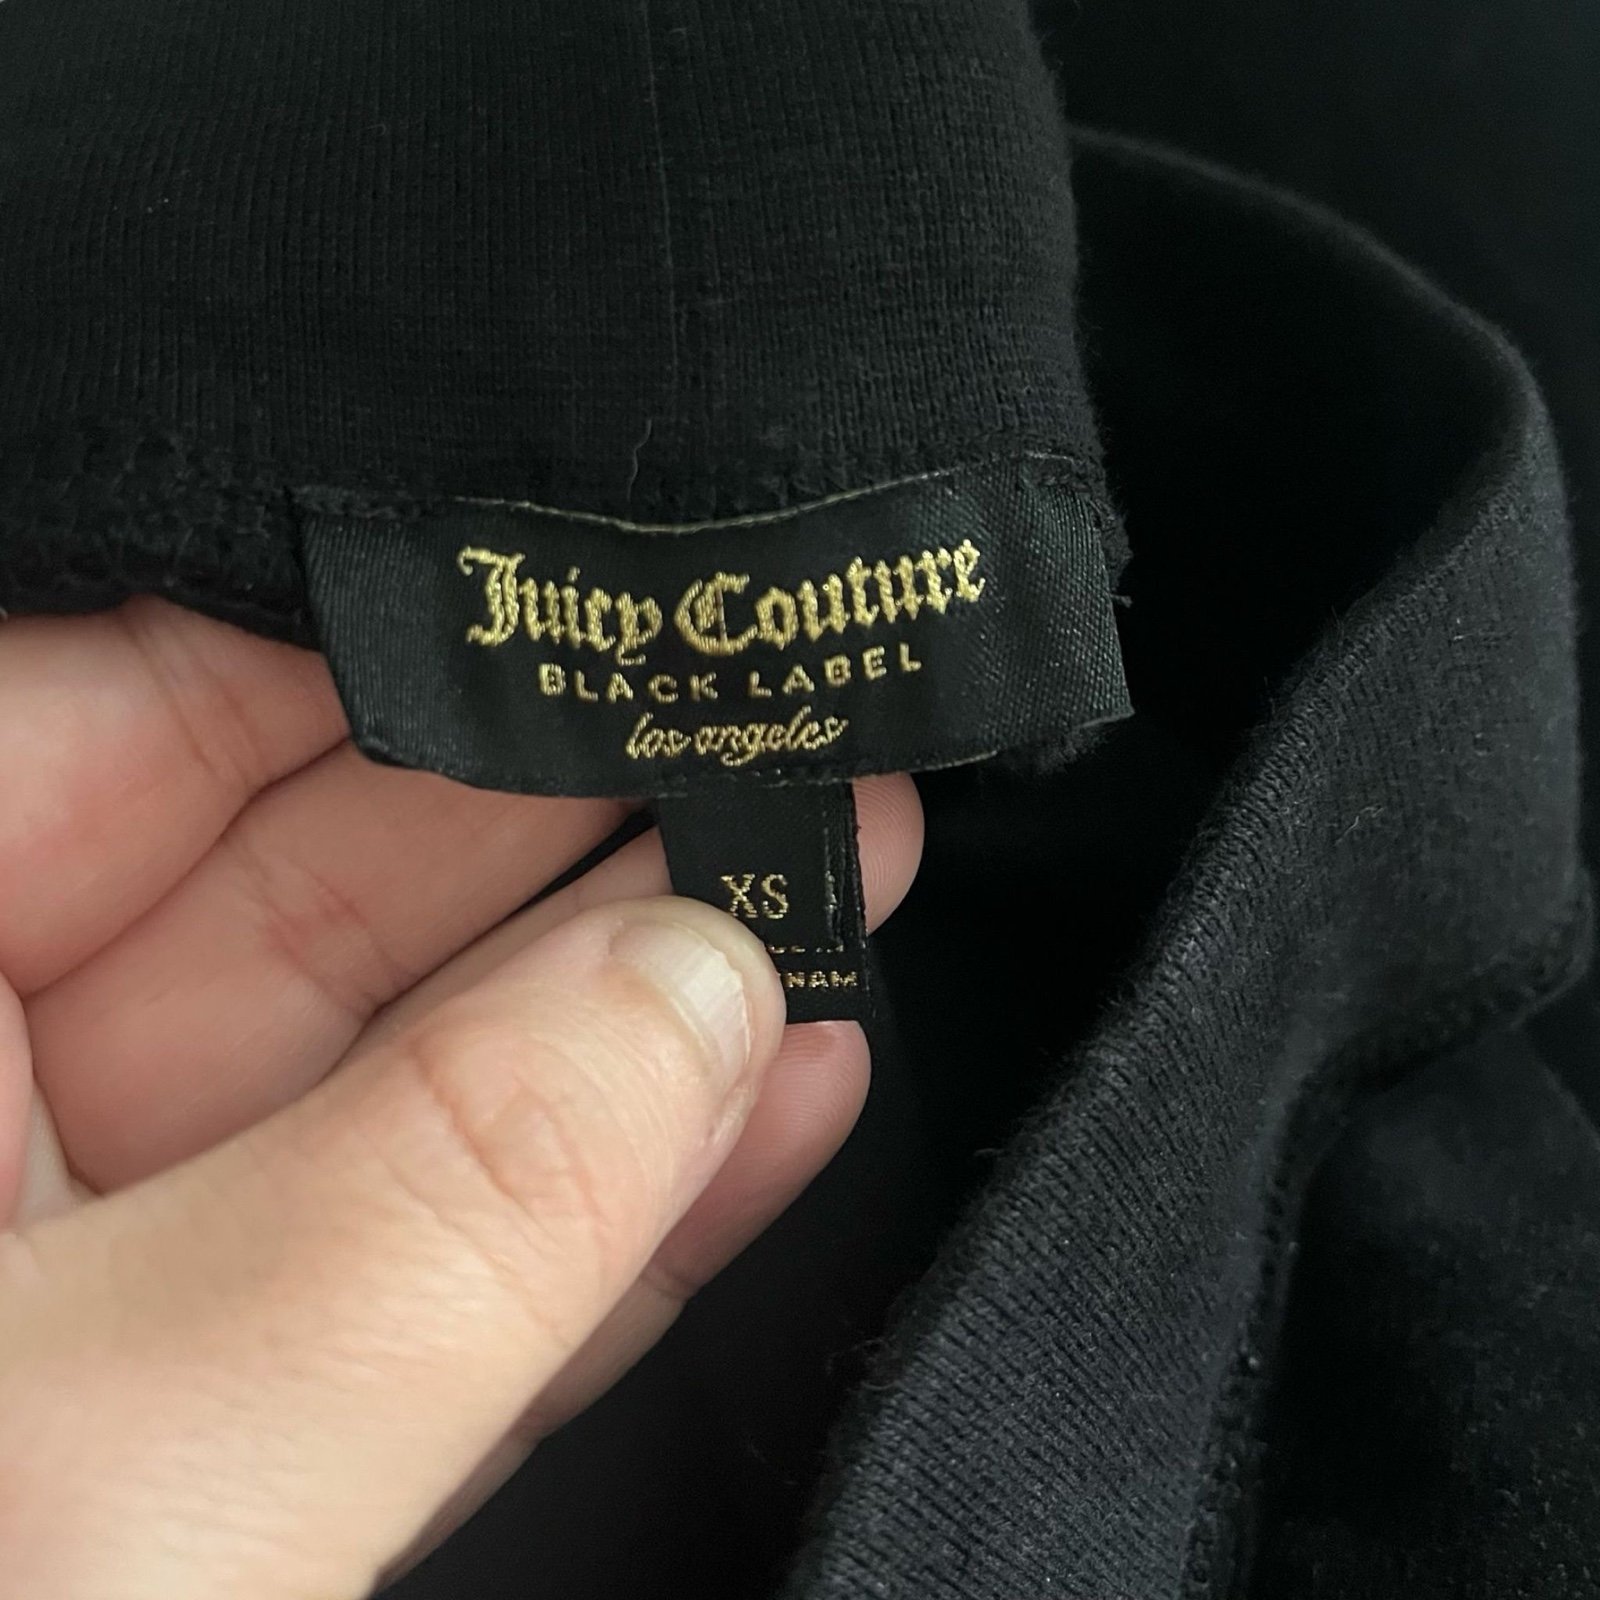 Juicy Couture
BLACK LABEL
los angeles
XS